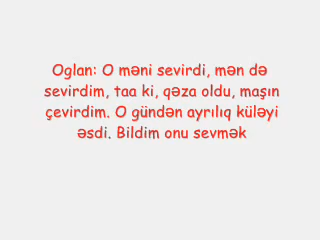 Oglan: O məni sevirdi, mən də
sevirdim, taa ki, qəza oldu, maşın
çevirdim. O gündən ayrılıq küləyi
əsdi. Bildim onu sevmək